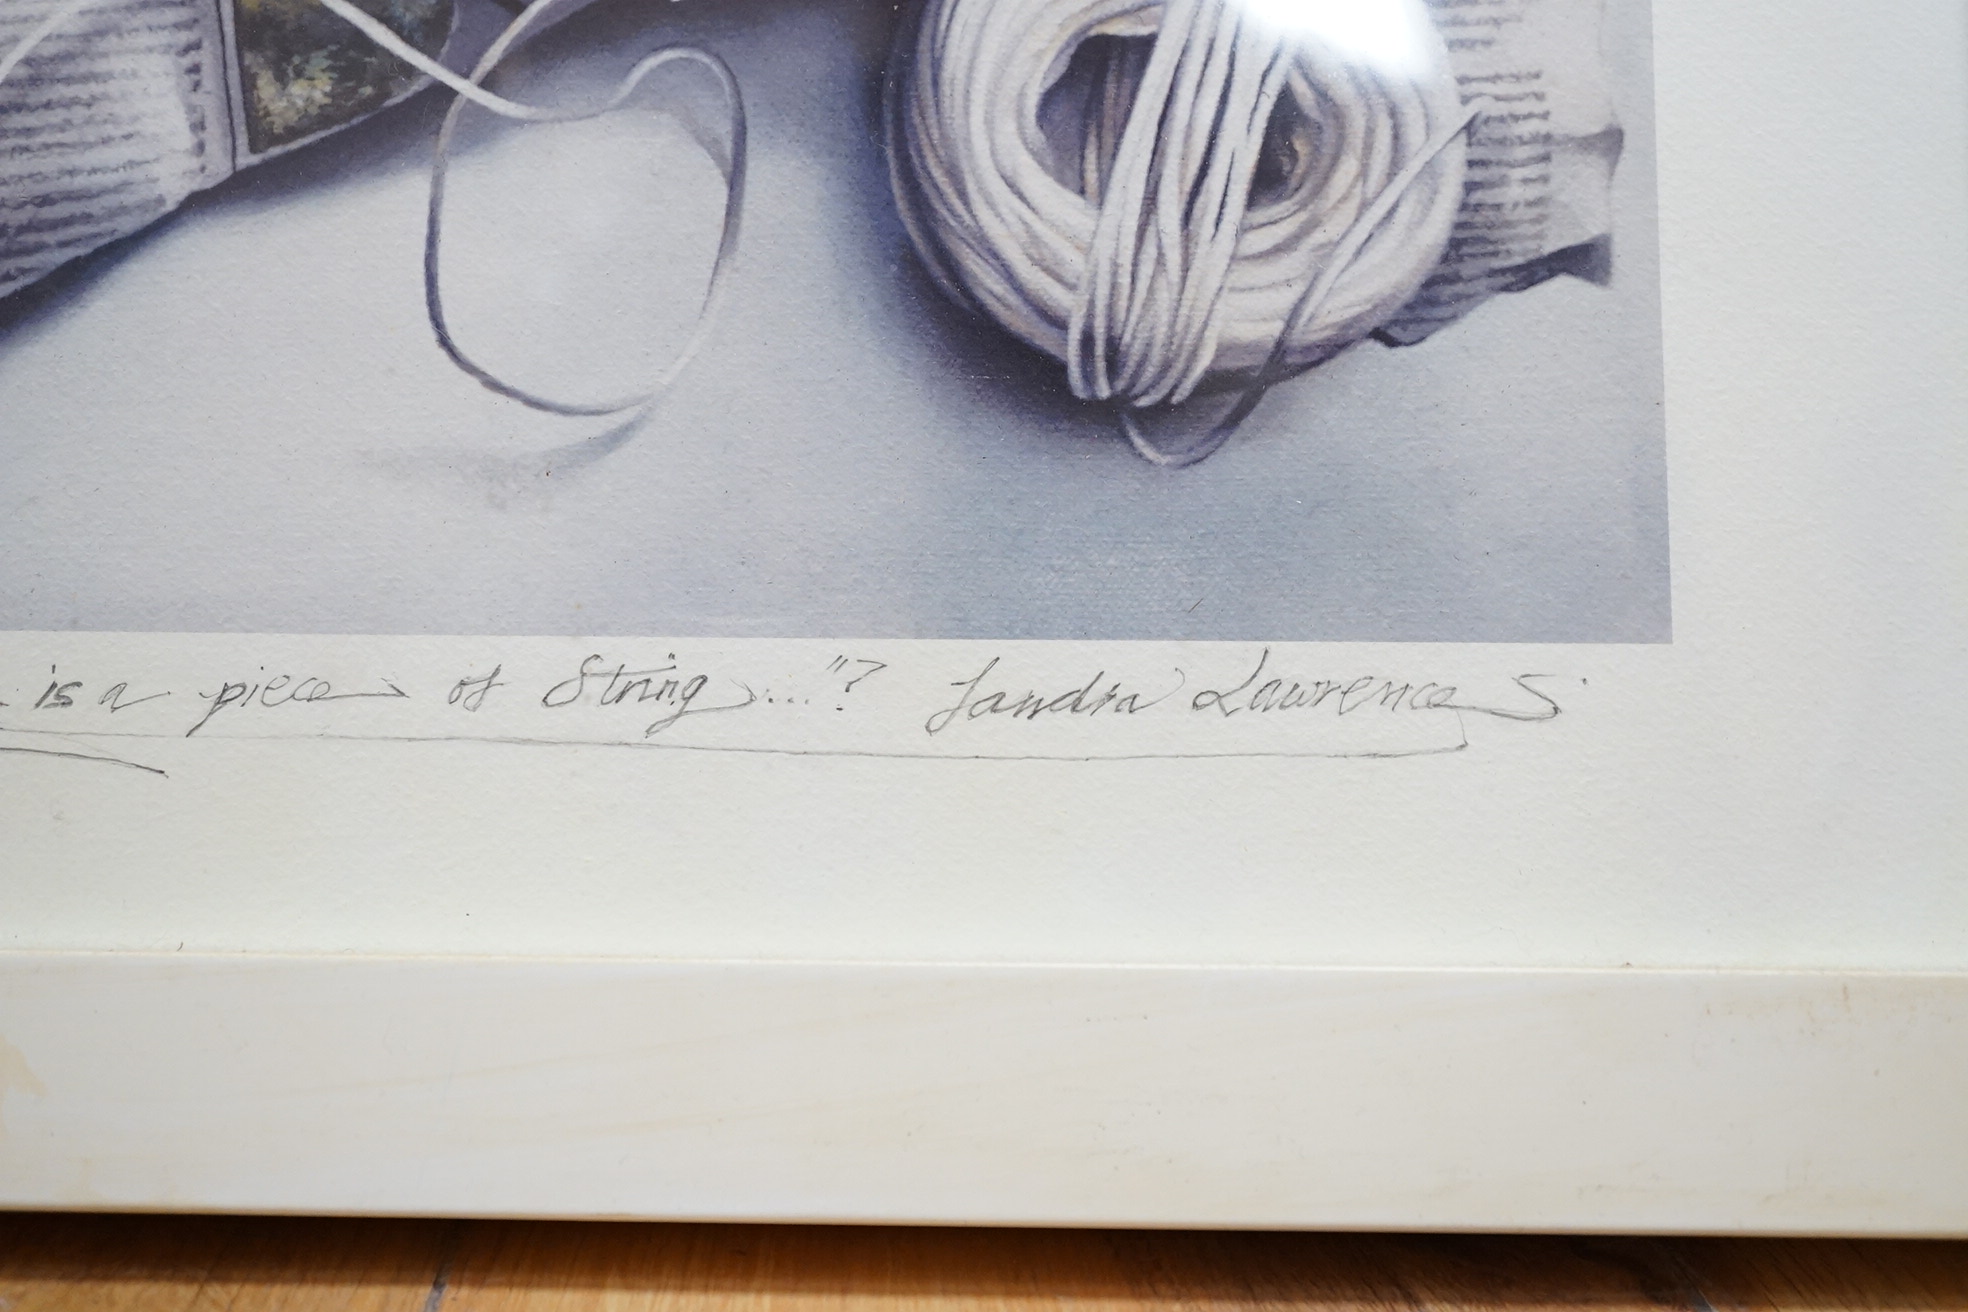 is a piece of String..."? Sandra Lawrence S.